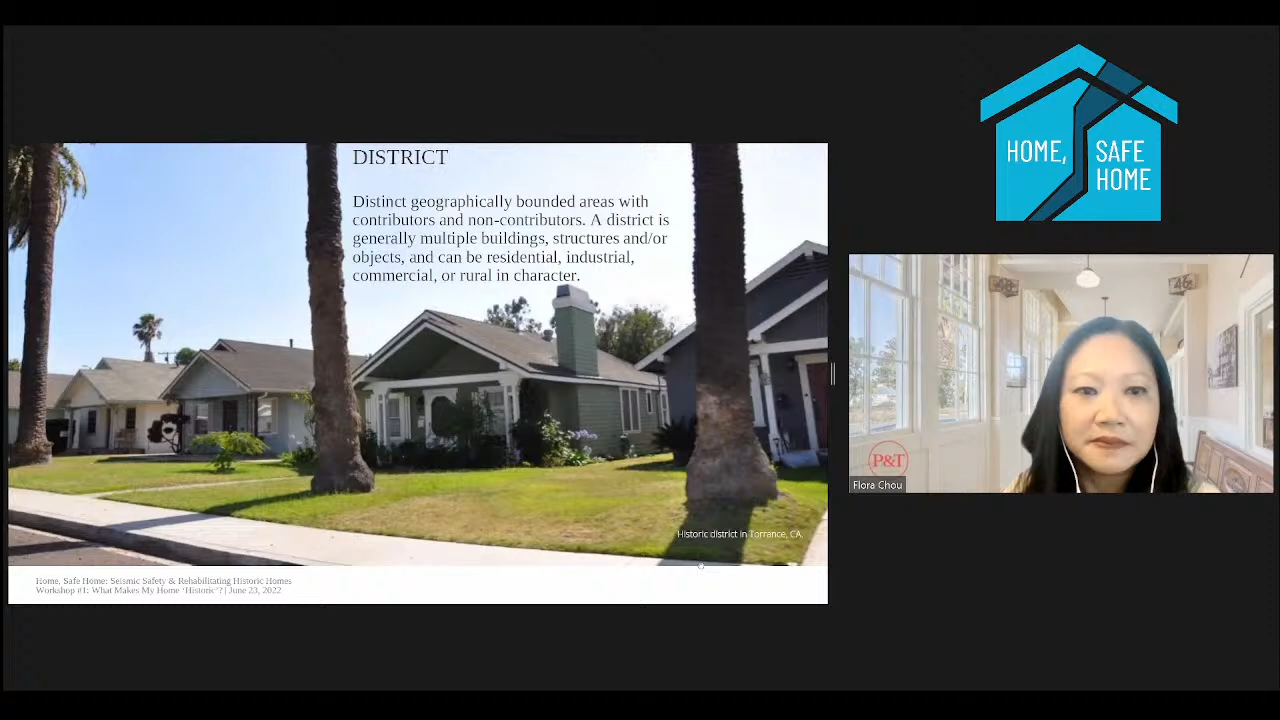 DISTRICT
Distinct geographically bounded areas with
contributors and non-contributors. A district is
generally multiple buildings, structures and/or
objects, and can be residential, industrial,
commercial, or rural in character.
Historic district in Torrance, CA.
Home, Safe Home: Seismic Safety & Rehabilitating Historic Homes
Workshop #1: What Makes My Home ‘Historic’? | June 23, 2022
HOME,
SAFE
HOME
46
P&T
Flora Chou